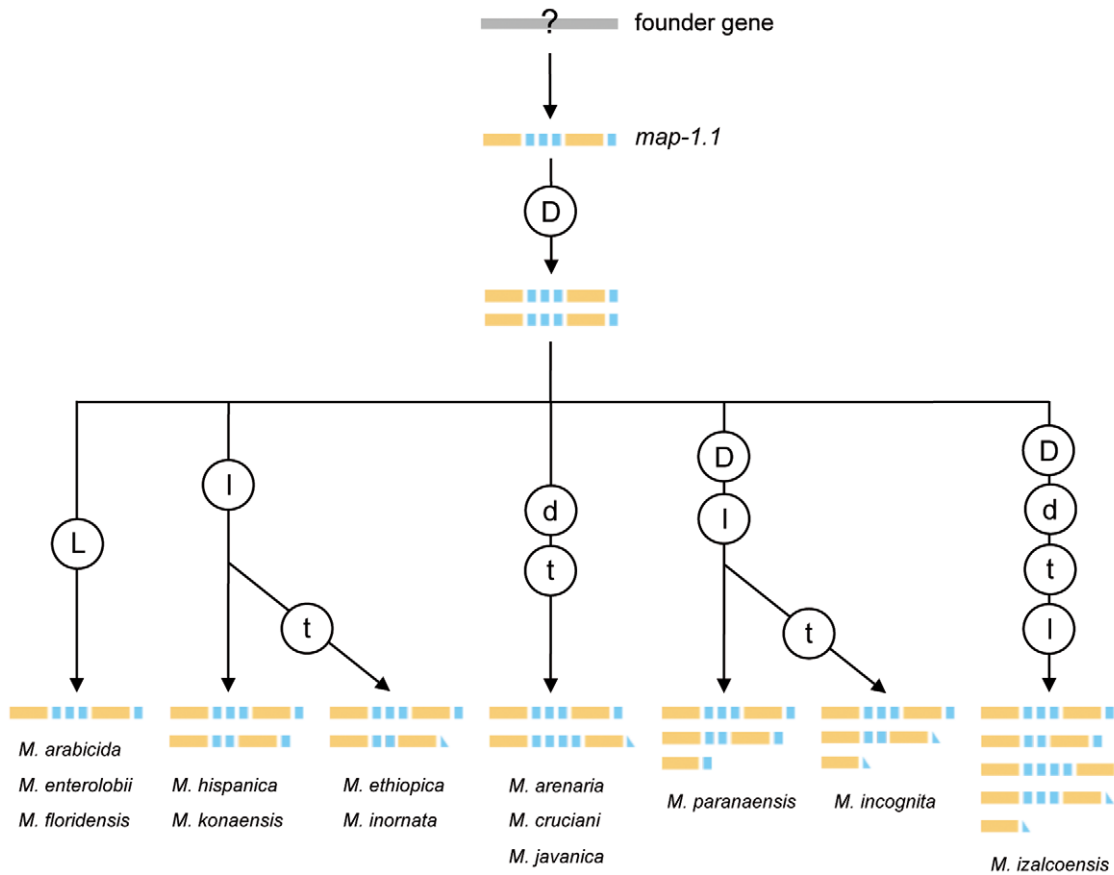 ?
founder gene
map-1.1
D
L
l
t
d
t
D
l
t
D
d
t
l
M. arabicida
M. enterolobii
M. floridensis
M. hispanica
M. konaensis
M. ethiopica
M. inornata
M. arenaria
M. cruciani
M. javanica
M. paranaensis
M. incognita
M. izalcoensis